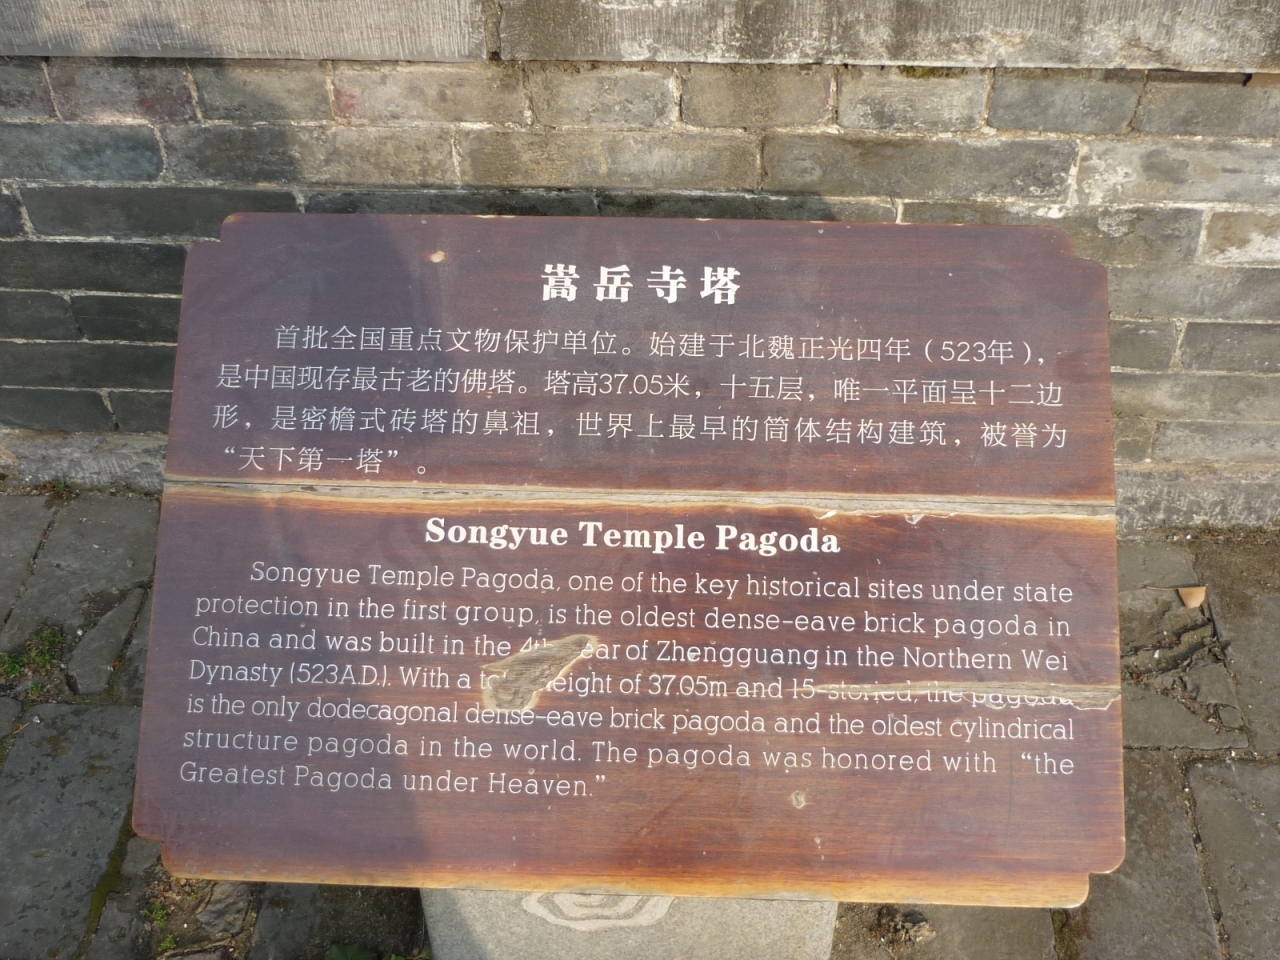 嵩岳寺塔
首批全国重点文物保护单位。始建于北魏正光四年（523年），
是中国现存最古老的佛塔。塔高37.05米，十五层，唯一平面呈十二边
形，是密檐式砖塔的鼻祖，世界上最早的筒体结构建筑，被誉为
“天下第一塔”。
Songyue Temple Pagoda
Songyue Temple Pagoda, one of the key historical sites under state
protection in the first group, is the oldest dense-eave brick pagoda in
China and was built in the 4th year of Zhengguang in the Northern Wei
Dynasty (523A.D.). With a total height of 37.05m and 15-storied, the pagoda
is the only dodecagonal dense-eave brick pagoda and the oldest cylindrical
structure pagoda in the world. The pagoda was honored with “the
Greatest Pagoda under Heaven.”